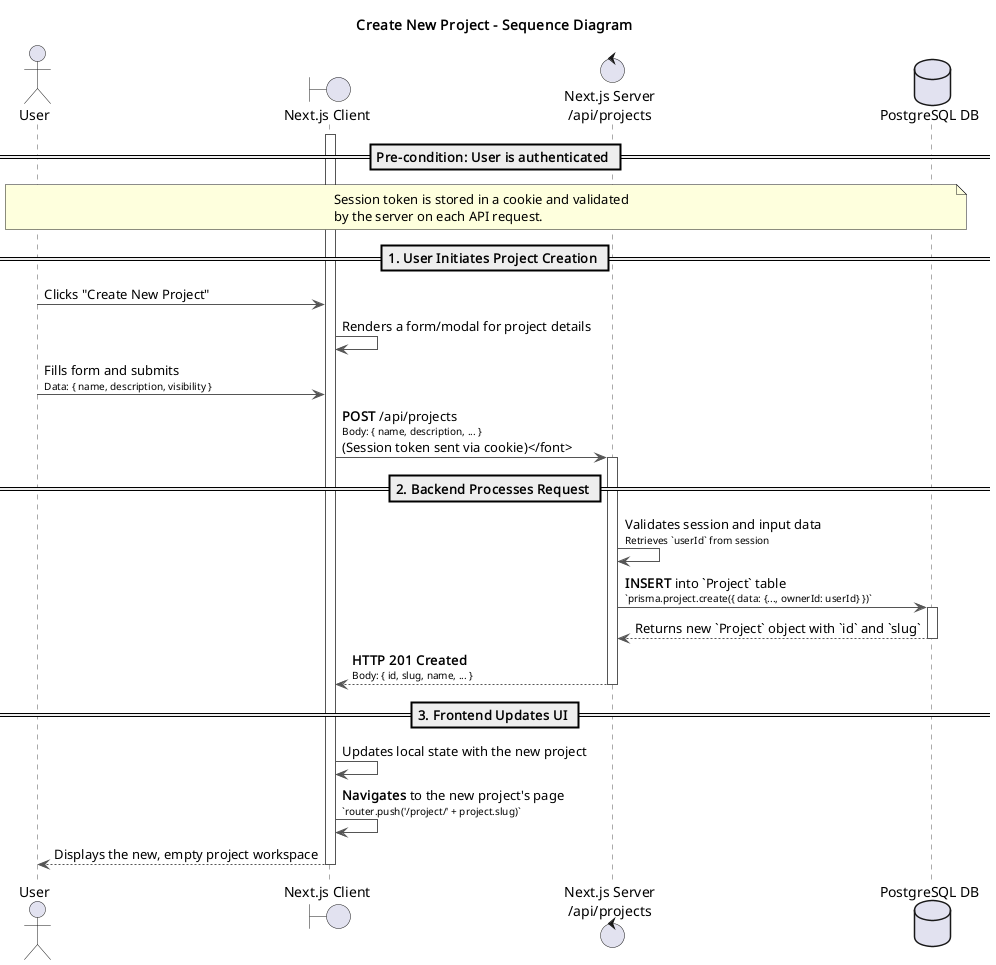 Create New Project - Sequence Diagram
User
Next.js Client
Next.js Server
/api/projects
PostgreSQL DB
Pre-condition: User is authenticated
Session token is stored in a cookie and validated
by the server on each API request.
1. User Initiates Project Creation
Clicks "Create New Project"
Renders a form/modal for project details
Fills form and submits
Data: { name, description, visibility }
POST /api/projects
Body: { name, description, ... }
(Session token sent via cookie)</font>
2. Backend Processes Request
Validates session and input data
Retrieves `userId` from session
INSERT into `Project` table
`prisma.project.create({ data: {..., ownerId: userId} })`
Returns new `Project` object with `id` and `slug`
HTTP 201 Created
Body: { id, slug, name, ... }
3. Frontend Updates UI
Updates local state with the new project
Navigates to the new project's page
`router.push('/project/' + project.slug)`
Displays the new, empty project workspace
User
Next.js Client
Next.js Server
/api/projects
PostgreSQL DB